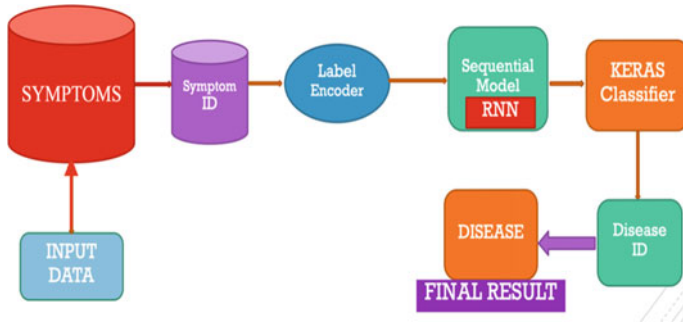 SYMPTOMS
Symptom
ID
Label
Encoder
Sequential
Model
RNN
KERAS
Classifier
INPUT
DATA
DISEASE
FINAL RESULT
Disease
ID